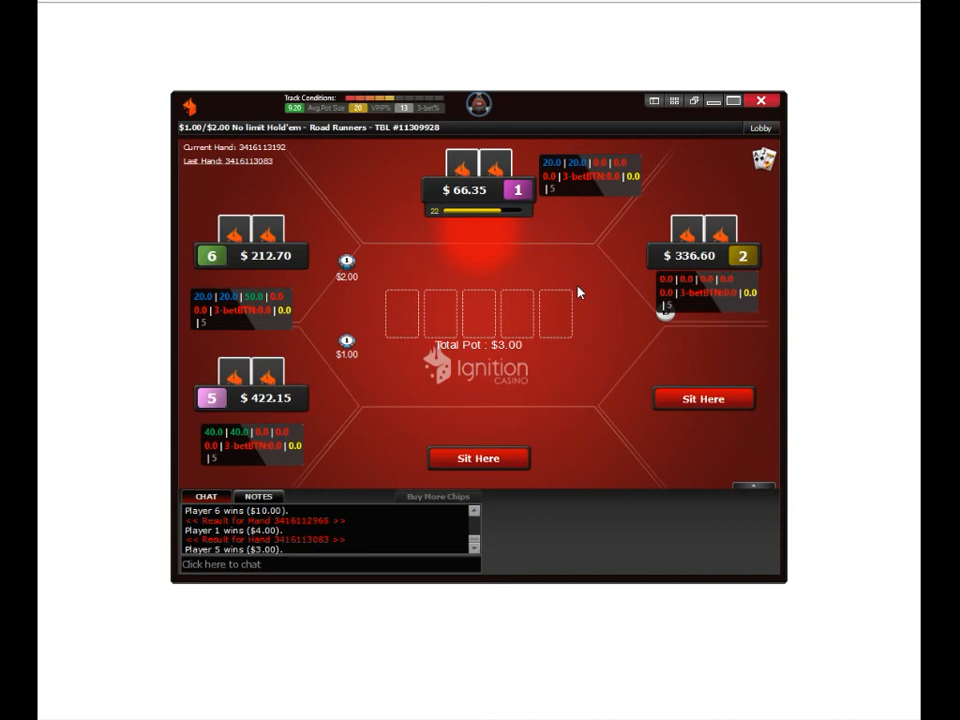 Track Conditions:
9.20 Avg.Pot Size 20 VPIP% 13 3-bet%
$1.00/$2.00 No limit Hold'em - Road Runners - TBL #11309928
Lobby
Current Hand: 3416113192
Last Hand: 3416113083
$ 66.35 1
22
20.0 | 20.0 | 0.0 | 0.0
0.0 | 3-betBTN:0.0 | 0.0
| 5
6 $ 212.70
$ 336.60 2
$2.00
0.0 | 0.0 | 0.0 | 0.0
0.0 | 3-betBTN:0.0 | 0.0
| 5
20.0 | 20.0 | 50.0 | 0.0
0.0 | 3-betBTN:0.0 | 0.0
| 5
$1.00
Total Pot : $3.00
Ignition
CASINO
5 $ 422.15
Sit Here
40.0 | 40.0 | 0.0 | 0.0
0.0 | 3-betBTN:0.0 | 0.0
| 5
Sit Here
CHAT NOTES Buy More Chips
Player 6 wins ($10.00).
<< Result for Hand 3416112965 >>
Player 1 wins ($4.00).
<< Result for Hand 3416113083 >>
Player 5 wins ($3.00).
Click here to chat